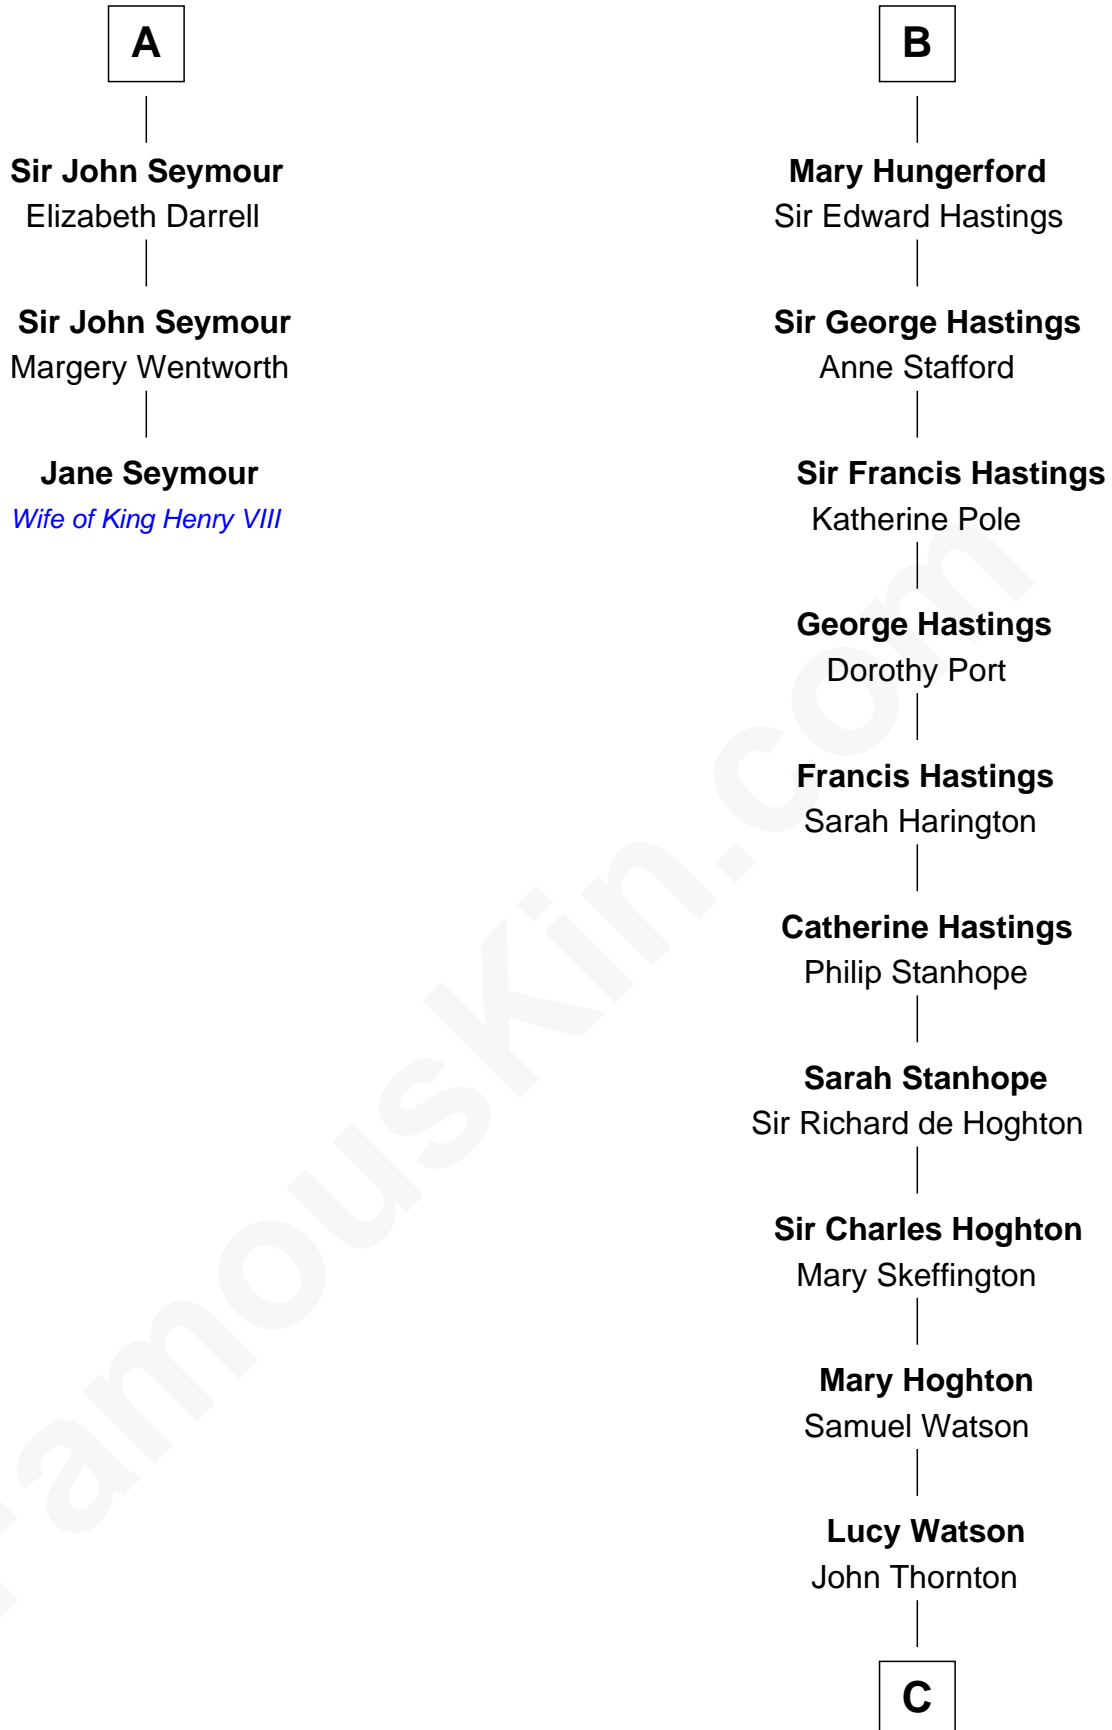 A
Sir John Seymour
Elizabeth Darrell
Sir John Seymour
Margery Wentworth
Jane Seymour
Wife of King Henry VIII
B
Mary Hungerford
Sir Edward Hastings
Sir George Hastings
Anne Stafford
Sir Francis Hastings
Katherine Pole
George Hastings
Dorothy Port
Francis Hastings
Sarah Harington
Catherine Hastings
Philip Stanhope
Sarah Stanhope
Sir Richard de Hoghton
Sir Charles Hoghton
Mary Skeffington
Mary Hoghton
Samuel Watson
Lucy Watson
John Thornton
C
FamousKin.com